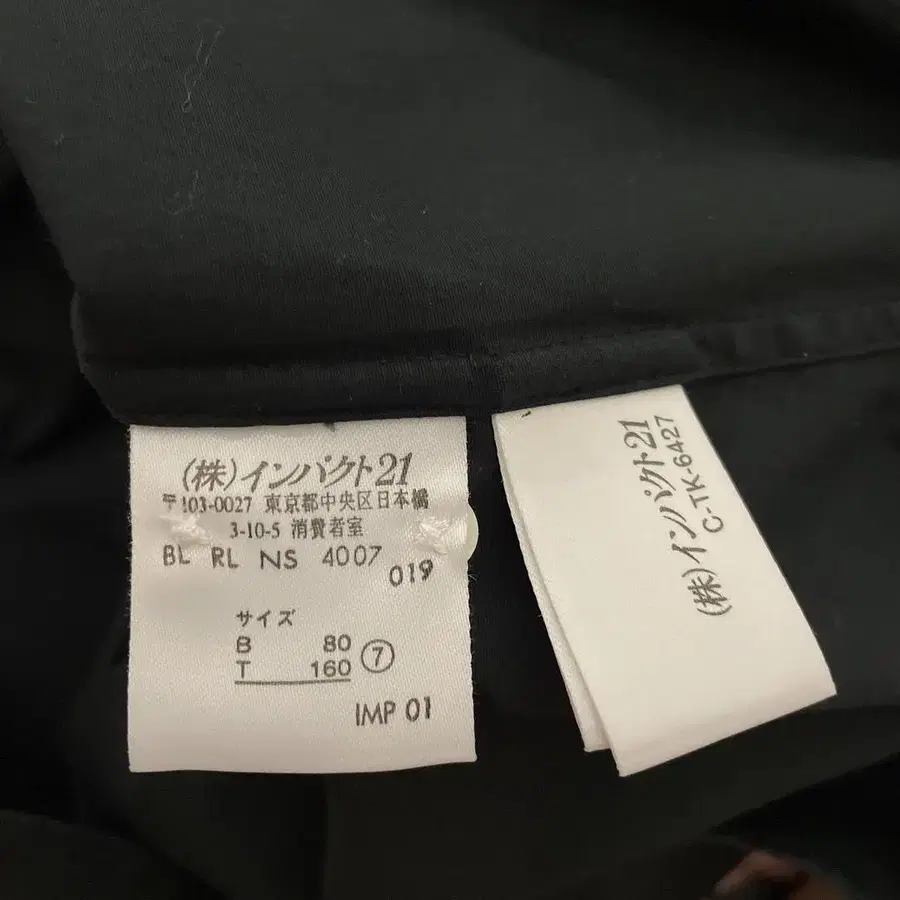 (株)インパクト21
〒103-0027 東京都中央区日本橋
3-10-5 消費者室
BL RL NS 4007
019
サイズ
B 80
T 160 ⑦
IMP 01
(株)インパクト21
C-TK-6427